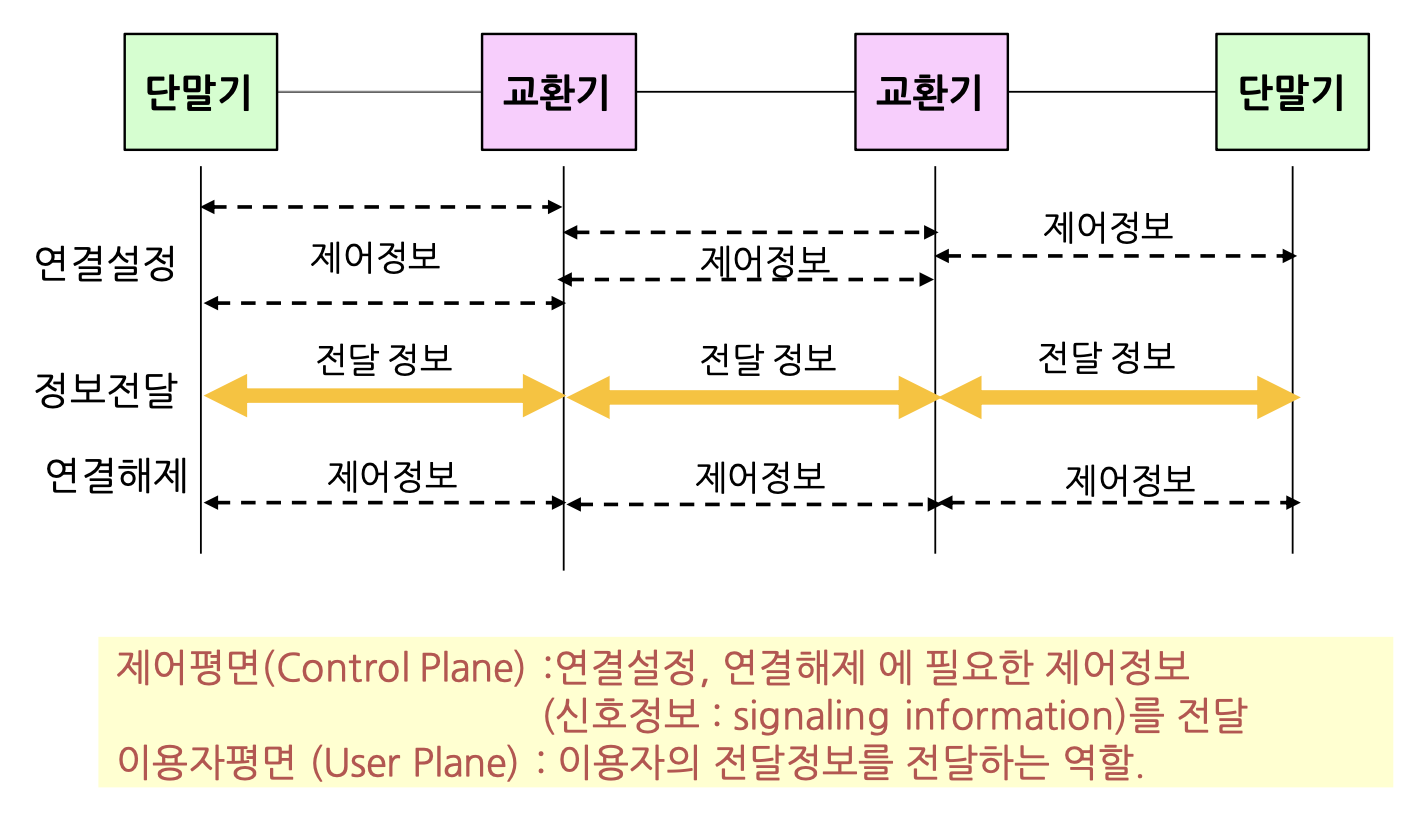 단말기
교환기
교환기
단말기
제어정보
연결설정
제어정보
제어정보
전달 정보
전달 정보
전달 정보
정보전달
연결해제
제어정보
제어정보
제어정보
제어평면(Control Plane) :연결설정, 연결해제 에 필요한 제어정보
(신호정보 : signaling information)를 전달
이용자평면 (User Plane) : 이용자의 전달정보를 전달하는 역할.